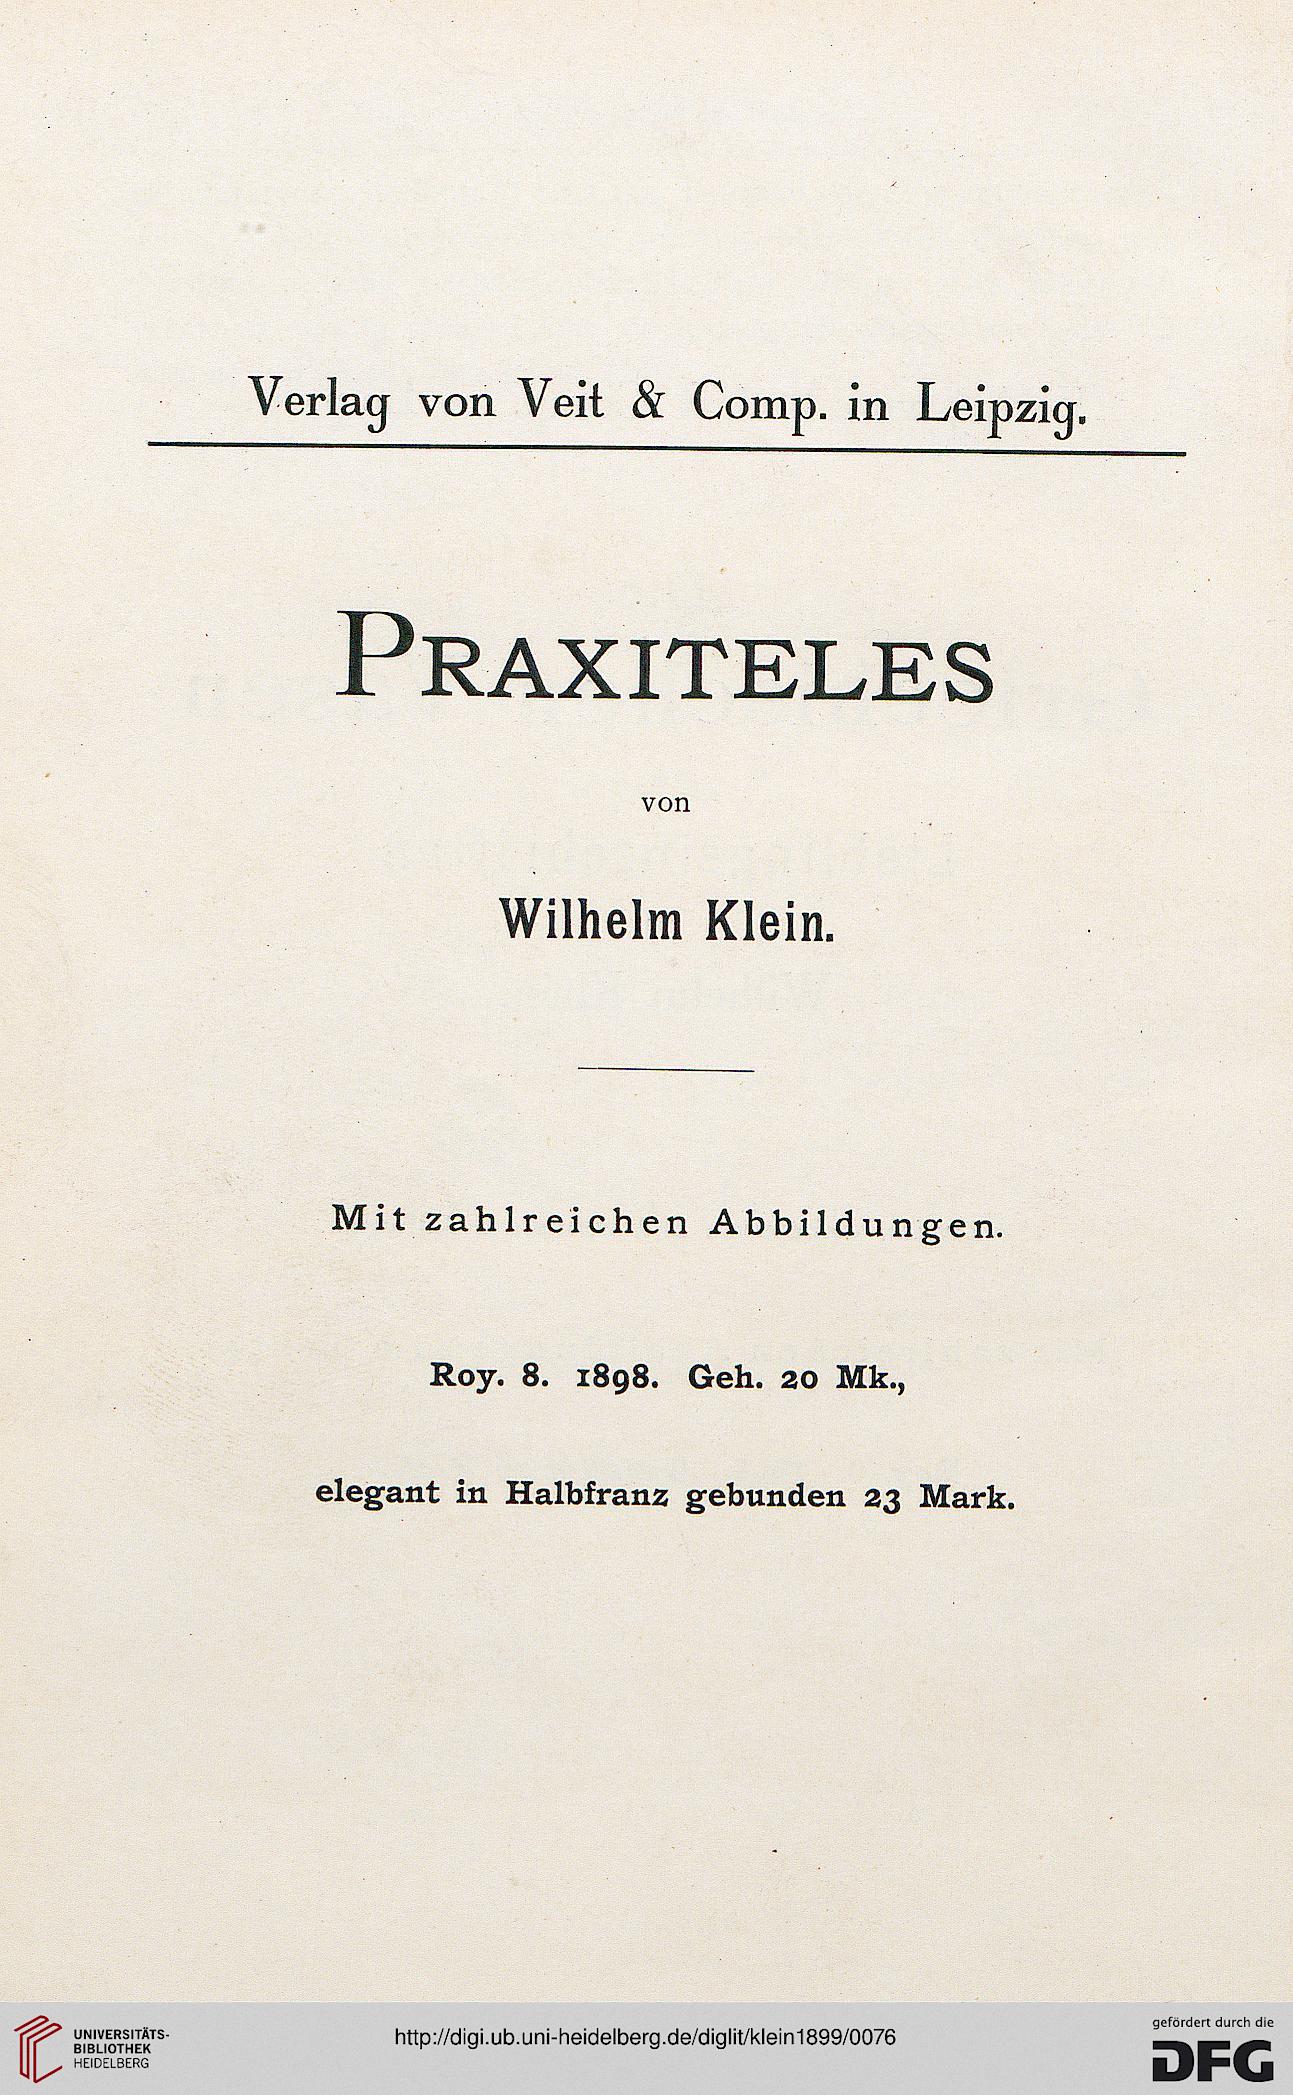 Verlag von Veit & Comp. in Leipzig.
PRAXITELES
von
Wilhelm Klein.
Mit zahlreichen Abbildungen.
Roy. 8. 1898. Geh. 20 Mk.,
elegant in Halbfranz gebunden 23 Mark.
UNIVERSITÄTS-
BIBLIOTHEK
HEIDELBERG
http://digi.ub.uni-heidelberg.de/diglit/klein1899/0076
gefördert durch die
DFG